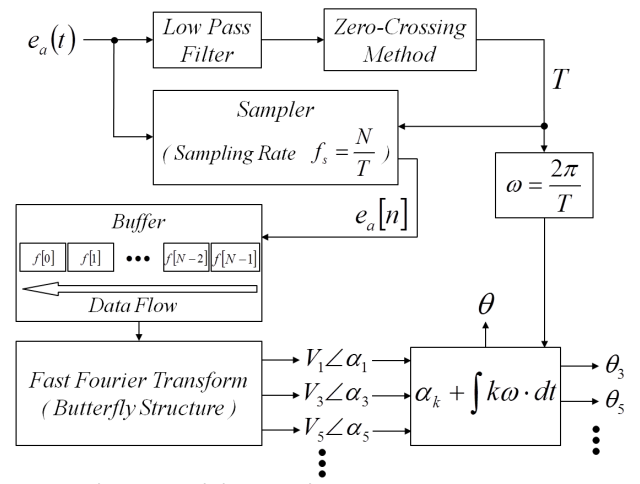 e_a(t)
Low Pass
Filter
Zero-Crossing
Method
T
Sampler
( Sampling Rate f_s = N/T )
ω = 2π/T
e_a[n]
Buffer
f[0] f[1] ••• f[N−2] f[N−1]
Data Flow
θ
Fast Fourier Transform
( Butterfly Structure )
V_1∠α_1
V_3∠α_3
V_5∠α_5
α_k + ∫kω·dt
θ_3
θ_5